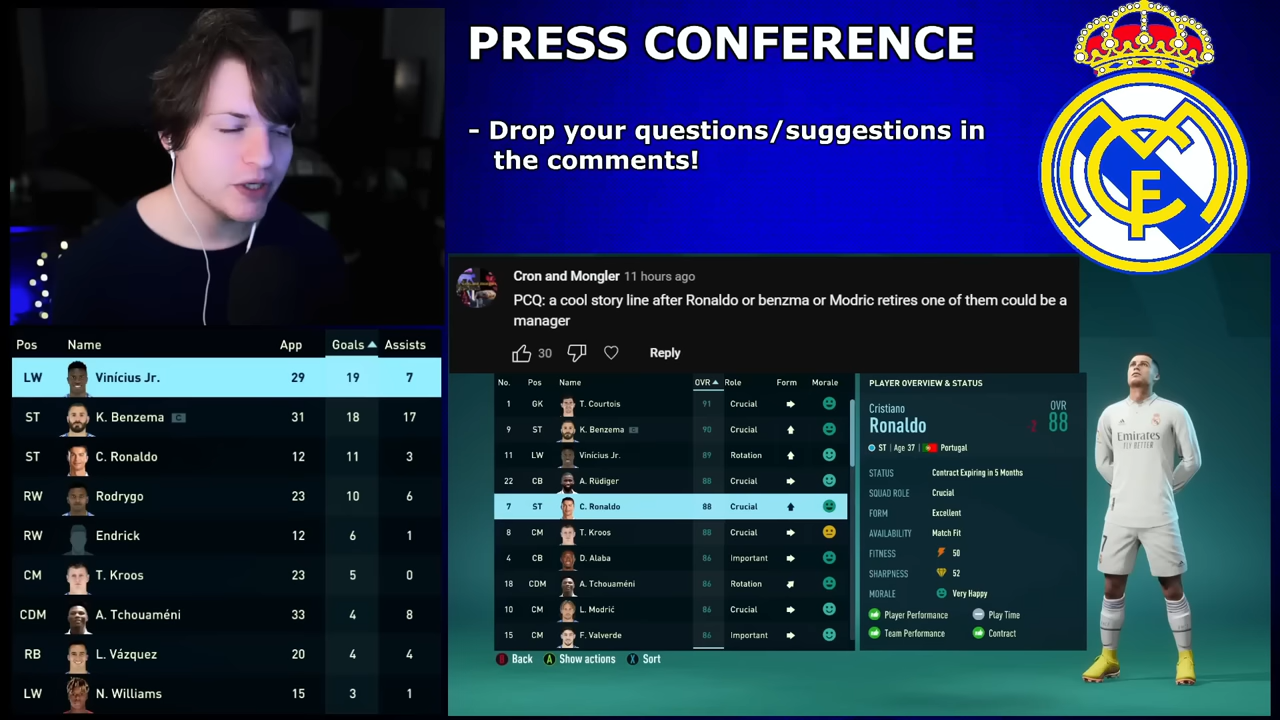 PRESS CONFERENCE
- Drop your questions/suggestions in
the comments!
Cron and Mongler 11 hours ago
PCQ: a cool story line after Ronaldo or benzma or Modric retires one of them could be a
manager
30 Reply
Pos Name App Goals Assists
LW Vinícius Jr. 29 19 7
ST K. Benzema C 31 18 17
ST C. Ronaldo 12 11 3
RW Rodrygo 23 10 6
RW Endrick 12 6 1
CM T. Kroos 23 5 0
CDM A. Tchouaméni 33 4 8
RB L. Vázquez 20 4 4
LW N. Williams 15 3 1
No. Pos Name OVR Role Form Morale
1 GK T. Courtois 91 Crucial
9 ST K. Benzema C 90 Crucial
11 LW Vinícius Jr. 89 Rotation
22 CB A. Rüdiger 88 Crucial
7 ST C. Ronaldo 88 Crucial
8 CM T. Kroos 88 Crucial
4 CB D. Alaba 86 Important
18 CDM A. Tchouaméni 86 Rotation
10 CM L. Modrić 86 Crucial
15 CM F. Valverde 86 Important
B Back A Show actions X Sort
PLAYER OVERVIEW & STATUS
Cristiano
Ronaldo
OVR
-2 88
ST | Age 37 | Portugal
STATUS Contract Expiring in 5 Months
SQUAD ROLE Crucial
FORM Excellent
AVAILABILITY Match Fit
FITNESS 50
SHARPNESS 52
MORALE Very Happy
Player Performance Play Time
Team Performance Contract
Emirates
FLY BETTER
7